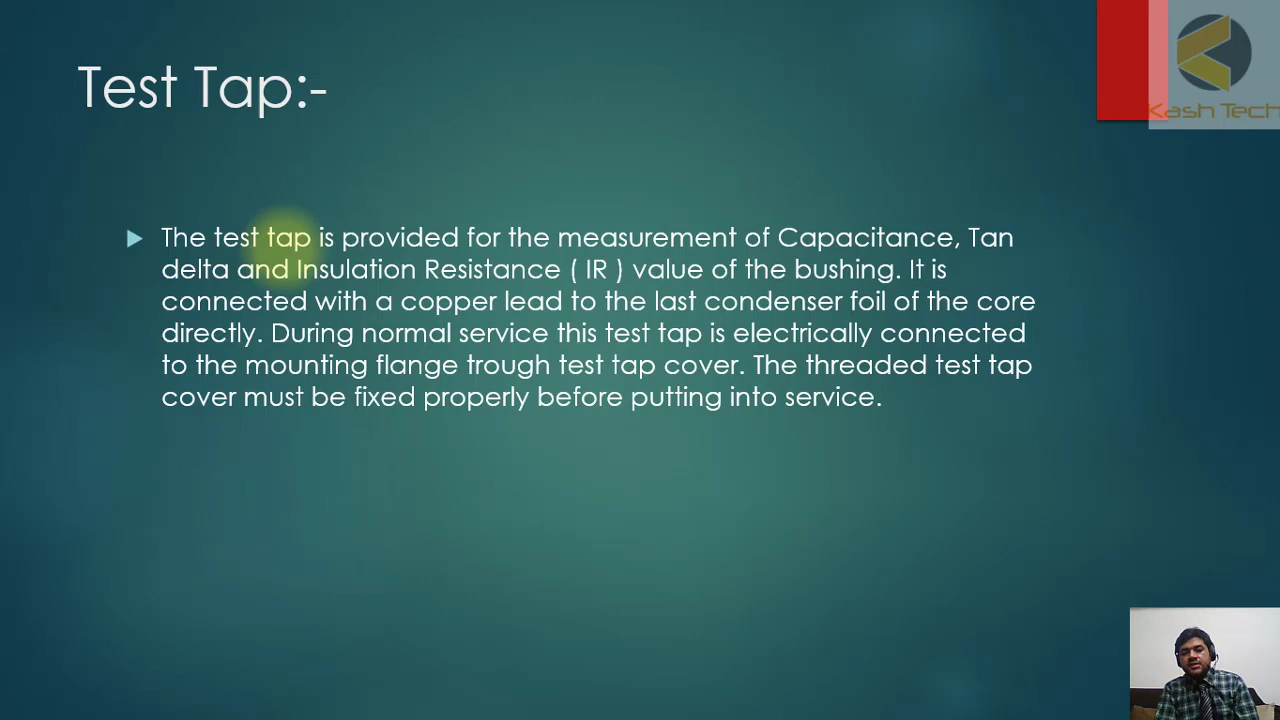 Test Tap:-
Kash Tech
The test tap is provided for the measurement of Capacitance, Tan
delta and Insulation Resistance ( IR ) value of the bushing. It is
connected with a copper lead to the last condenser foil of the core
directly. During normal service this test tap is electrically connected
to the mounting flange trough test tap cover. The threaded test tap
cover must be fixed properly before putting into service.